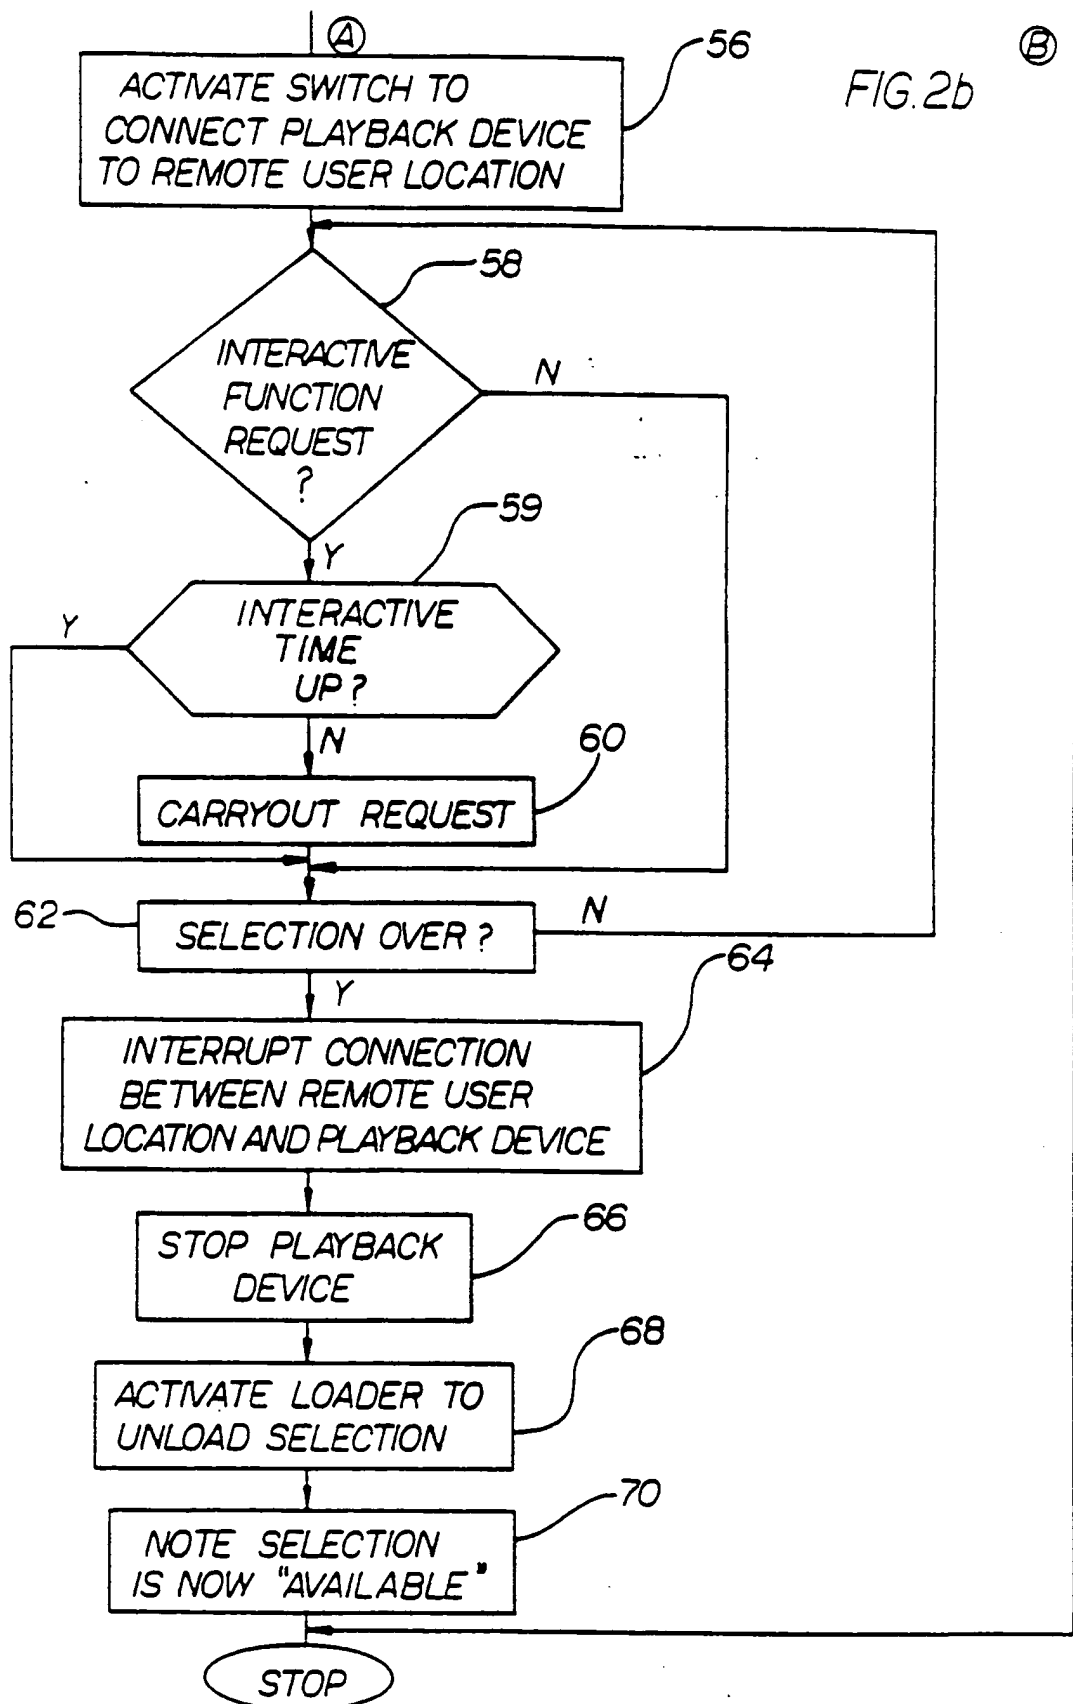 A
B
56
FIG. 2b
ACTIVATE SWITCH TO
CONNECT PLAYBACK DEVICE
TO REMOTE USER LOCATION
58
INTERACTIVE
FUNCTION
REQUEST
?
N
59
Y
INTERACTIVE
TIME
UP?
Y
N
60
CARRYOUT REQUEST
62
SELECTION OVER?
N
64
Y
INTERRUPT CONNECTION
BETWEEN REMOTE USER
LOCATION AND PLAYBACK DEVICE
66
STOP PLAYBACK
DEVICE
68
ACTIVATE LOADER TO
UNLOAD SELECTION
70
NOTE SELECTION
IS NOW "AVAILABLE"
STOP